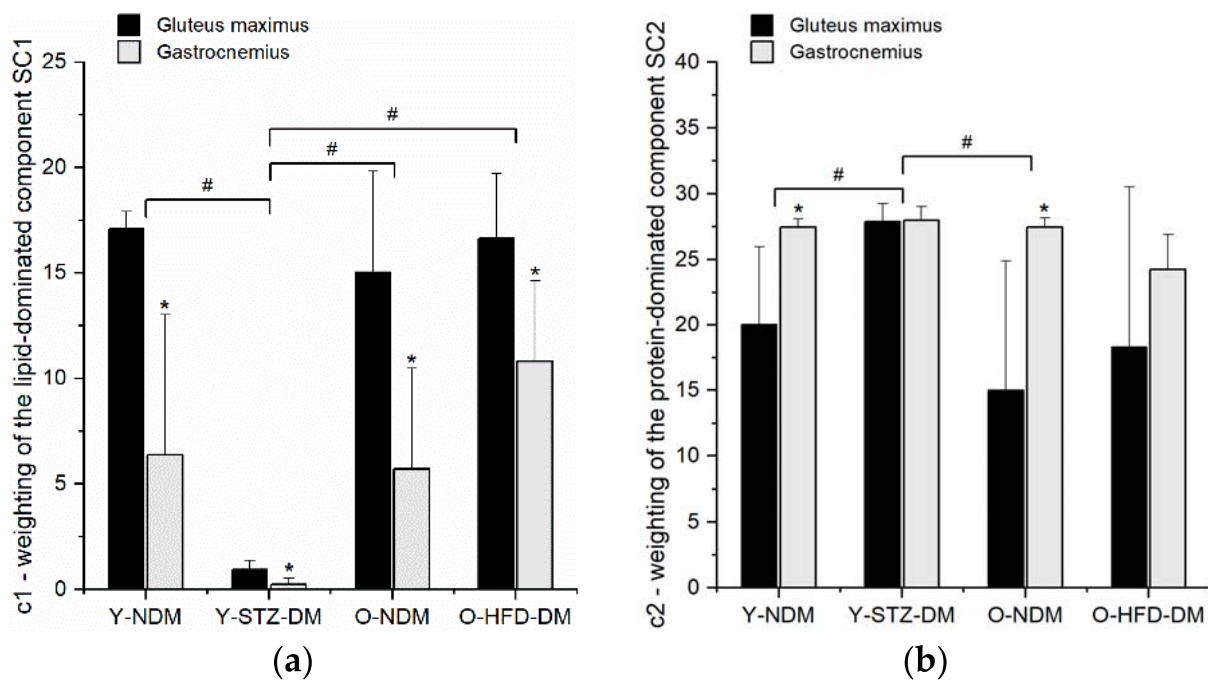 Gluteus maximus
Gastrocnemius
c1 - weighting of the lipid-dominated component SC1
25
20
15
10
5
0
#
#
#
*
*
*
*
Y-NDM Y-STZ-DM O-NDM O-HFD-DM
(a)
Gluteus maximus
Gastrocnemius
c2 - weighting of the protein-dominated component SC2
40
35
30
25
20
15
10
5
0
#
#
*
*
Y-NDM Y-STZ-DM O-NDM O-HFD-DM
(b)